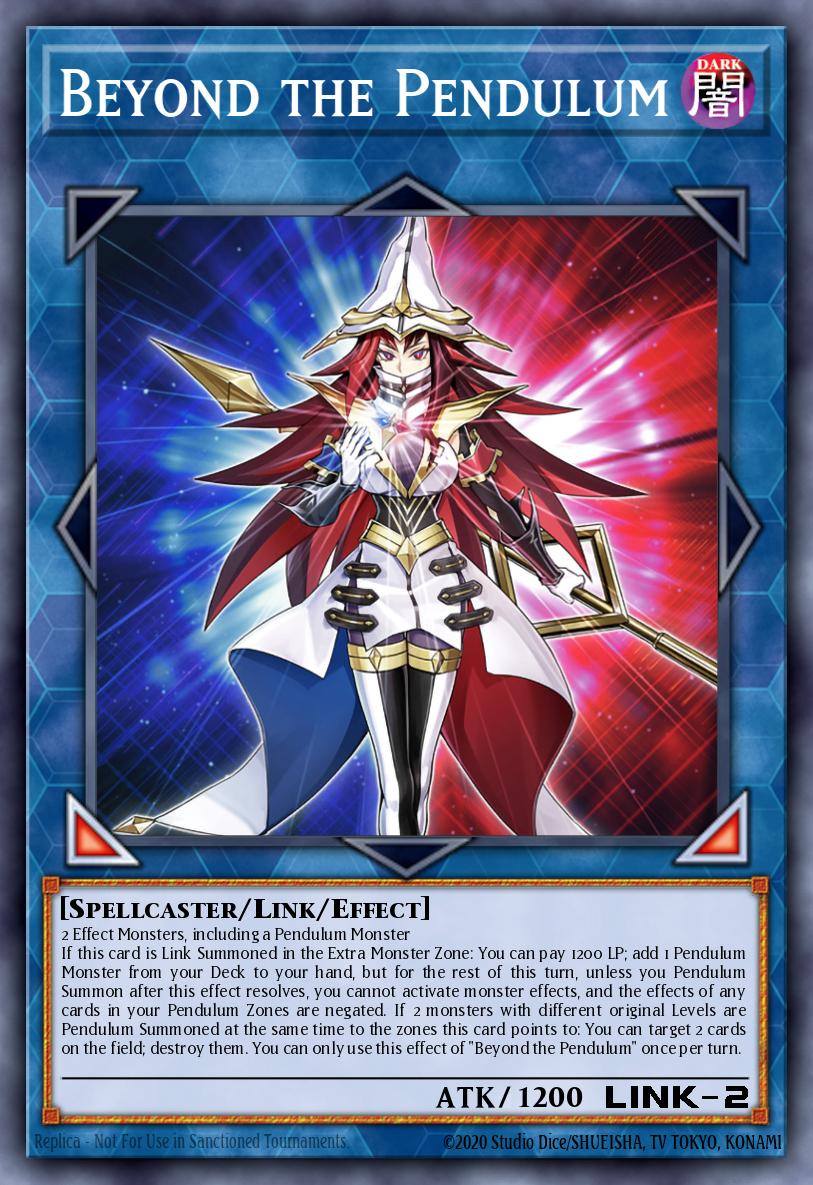 Beyond the Pendulum
DARK
闇
[Spellcaster/Link/Effect]
2 Effect Monsters, including a Pendulum Monster
If this card is Link Summoned in the Extra Monster Zone: You can pay 1200 LP; add 1 Pendulum
Monster from your Deck to your hand, but for the rest of this turn, unless you Pendulum
Summon after this effect resolves, you cannot activate monster effects, and the effects of any
cards in your Pendulum Zones are negated. If 2 monsters with different original Levels are
Pendulum Summoned at the same time to the zones this card points to: You can target 2 cards
on the field; destroy them. You can only use this effect of "Beyond the Pendulum" once per turn.
ATK/1200 LINK-2
Replica - Not For Use in Sanctioned Tournaments. ©2020 Studio Dice/SHUEISHA, TV TOKYO, KONAMI